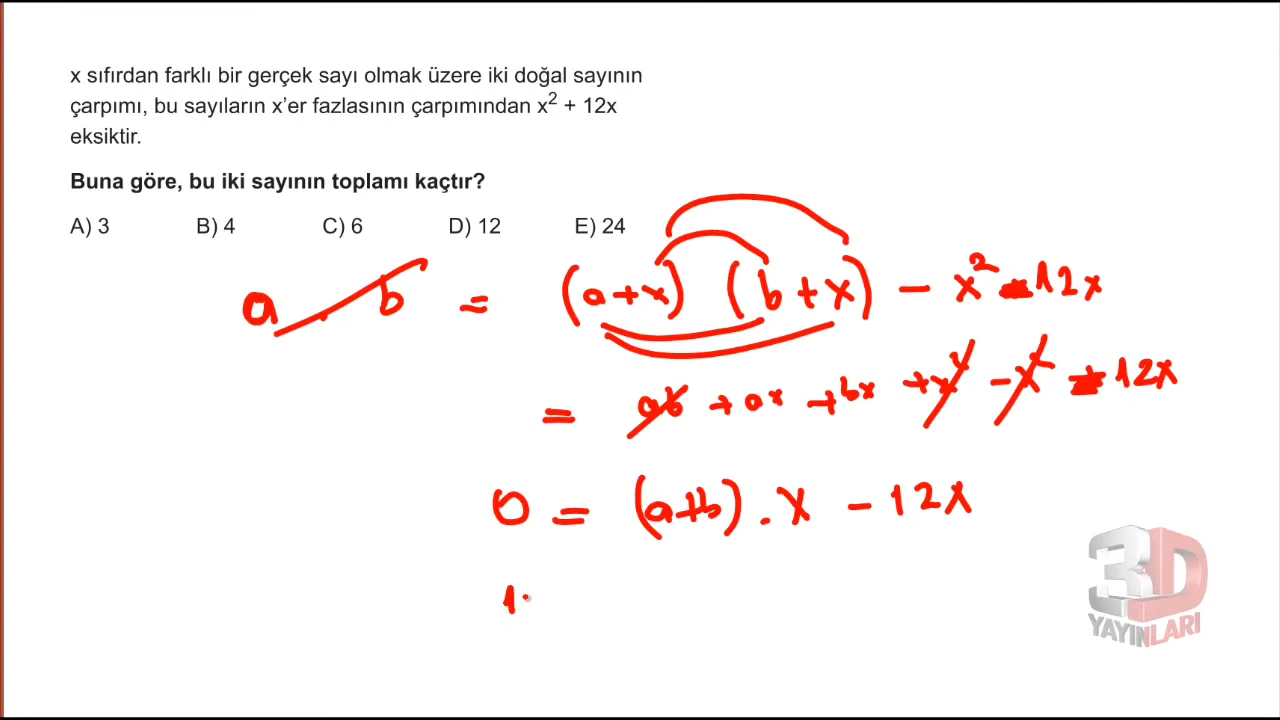 x sıfırdan farklı bir gerçek sayı olmak üzere iki doğal sayının
çarpımı, bu sayıların x’er fazlasının çarpımından x² + 12x
eksiktir.
Buna göre, bu iki sayının toplamı kaçtır?
A) 3 B) 4 C) 6 D) 12 E) 24
a . b = (a+x) (b+x) - x² - 12x
= ab + ax + bx + x² - x² - 12x
0 = (a+b) . x - 12x
1
3D
YAYINLARI